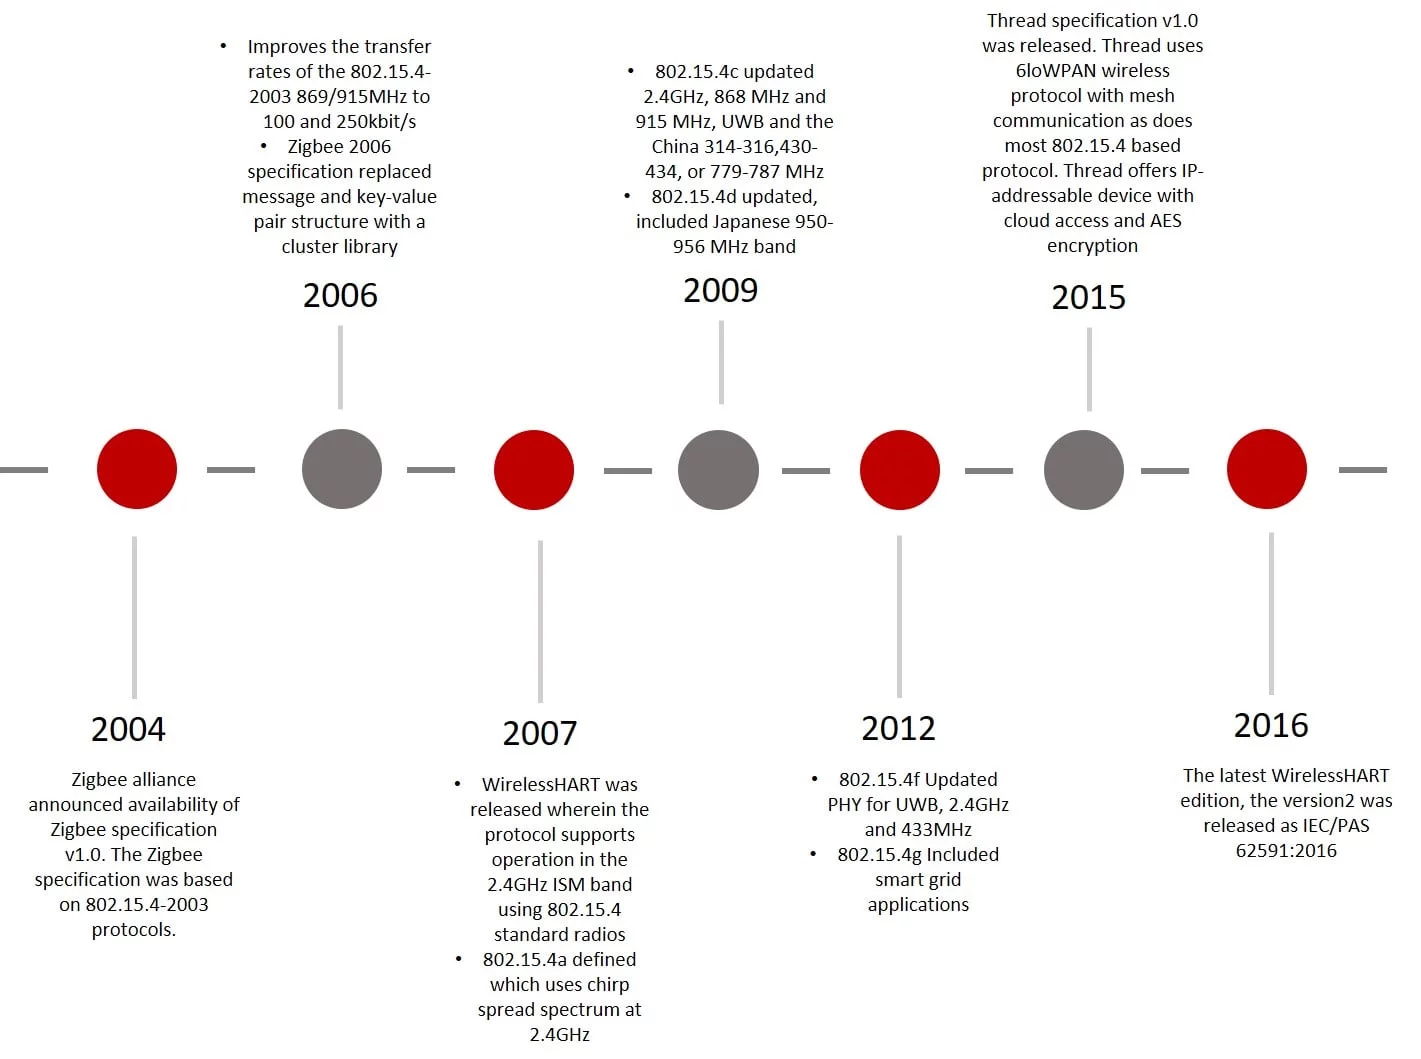 • Improves the transfer
rates of the 802.15.4-
2003 869/915MHz to
100 and 250kbit/s
• Zigbee 2006
specification replaced
message and key-value
pair structure with a
cluster library
2006
• 802.15.4c updated
2.4GHz, 868 MHz and
915 MHz, UWB and the
China 314-316,430-
434, or 779-787 MHz
• 802.15.4d updated,
included Japanese 950-
956 MHz band
2009
Thread specification v1.0
was released. Thread uses
6loWPAN wireless
protocol with mesh
communication as does
most 802.15.4 based
protocol. Thread offers IP-
addressable device with
cloud access and AES
encryption
2015
2004
Zigbee alliance
announced availability of
Zigbee specification
v1.0. The Zigbee
specification was based
on 802.15.4-2003
protocols.
2007
• WirelessHART was
released wherein the
protocol supports
operation in the
2.4GHz ISM band
using 802.15.4
standard radios
• 802.15.4a defined
which uses chirp
spread spectrum at
2.4GHz
2012
• 802.15.4f Updated
PHY for UWB, 2.4GHz
and 433MHz
• 802.15.4g Included
smart grid
applications
2016
The latest WirelessHART
edition, the version2 was
released as IEC/PAS
62591:2016